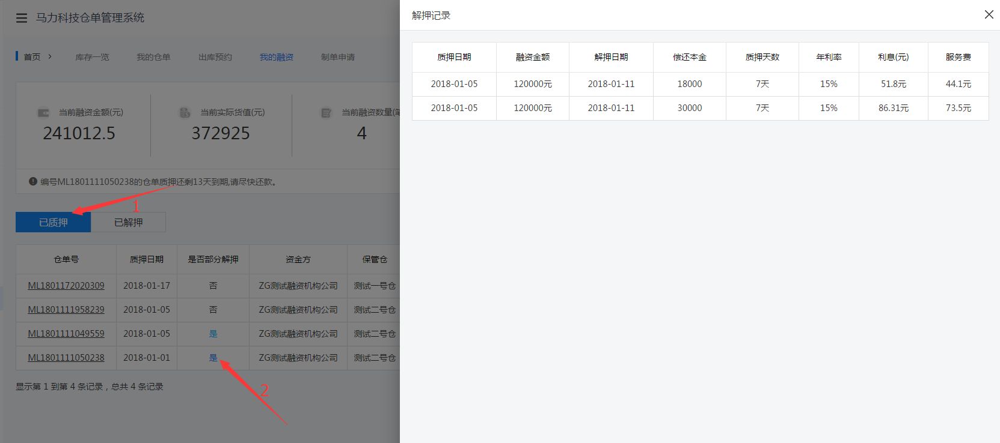 马力科技仓单管理系统
首页 库存一览 我的仓单 出库预约 我的融资 制单申请
当前融资金额(元) 当前实际货值(元) 当前融资数量(笔
241012.5 372925 4
编号ML1801111050238的仓单质押还剩13天到期,请尽快还款。
1
已质押 已解押
仓单号 质押日期 是否部分解押 资金方 保管仓
ML1801172020309 2018-01-17 否 ZG测试融资机构公司 测试一号仓
ML1801111958239 2018-01-05 否 ZG测试融资机构公司 测试二号仓
ML1801111049559 2018-01-05 是 ZG测试融资机构公司 测试二号仓
ML1801111050238 2018-01-01 是 ZG测试融资机构公司 测试二号仓
2
显示第 1 到第 4 条记录，总共 4 条记录
解押记录
质押日期 融资金额 解押日期 偿还本金 质押天数 年利率 利息(元) 服务费
2018-01-05 120000元 2018-01-11 18000 7天 15% 51.8元 44.1元
2018-01-05 120000元 2018-01-11 30000 7天 15% 86.31元 73.5元